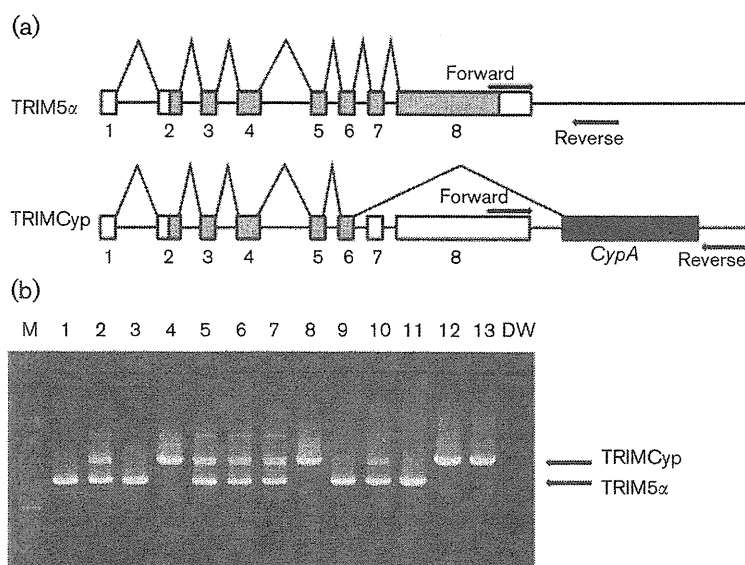 (a)
Forward
TRIM5α
1 2 3 4 5 6 7 8
Reverse
TRIMCyp
Forward
1 2 3 4 5 6 7 8
CypA
Reverse
(b)
M 1 2 3 4 5 6 7 8 9 10 11 12 13 DW
TRIMCyp
TRIM5α